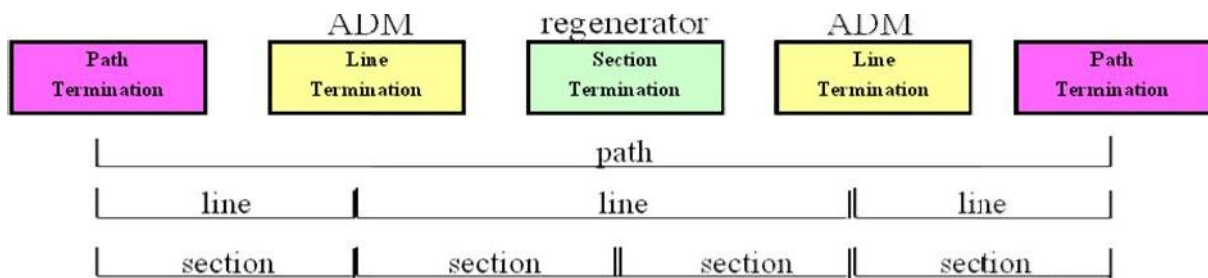 ADM regenerator ADM
Path Line Section Line Path
Termination Termination Termination Termination Termination
path
line line line
section section section section